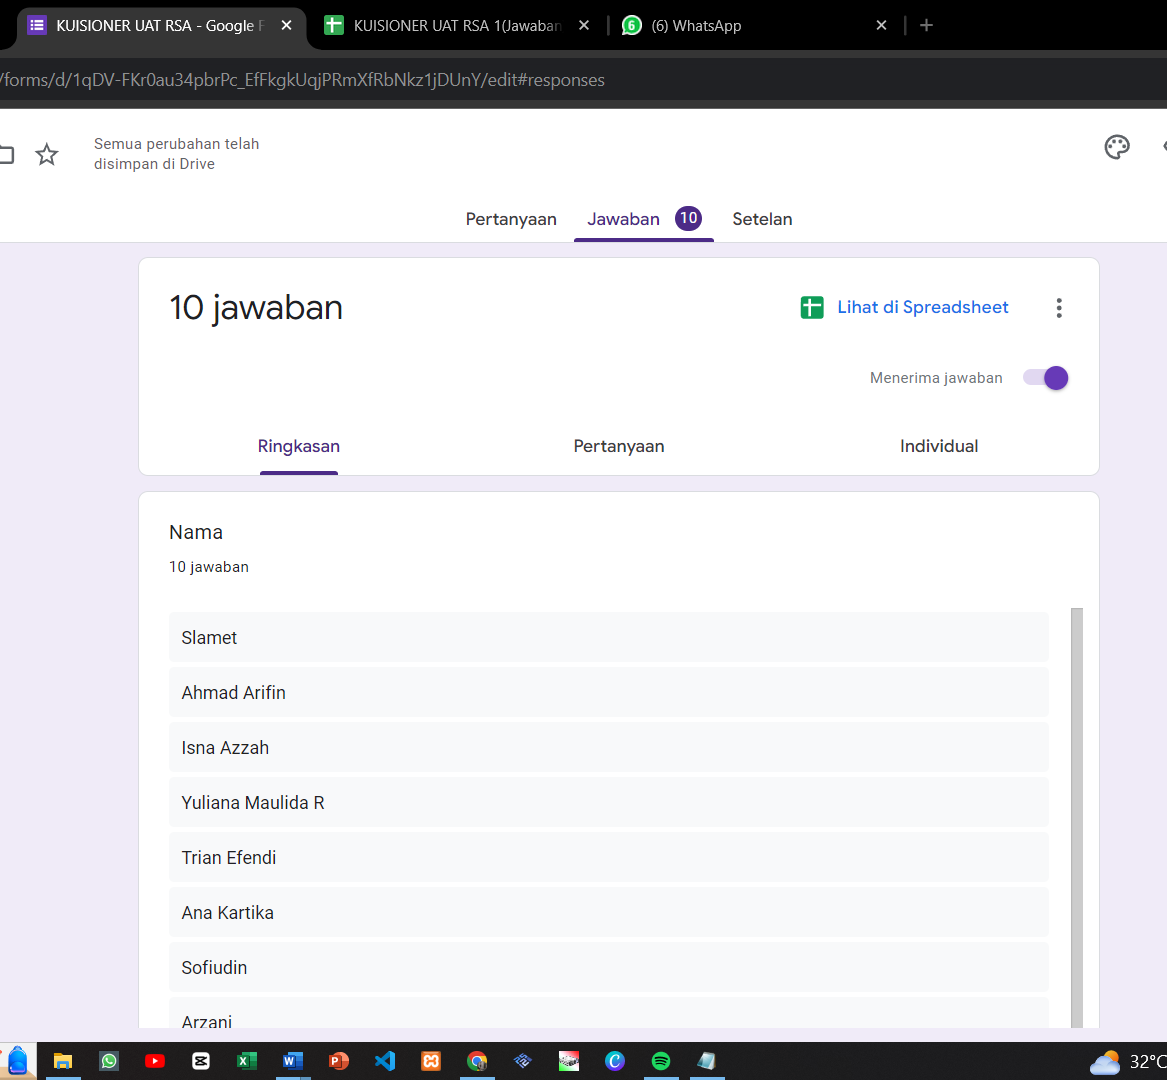 KUISIONER UAT RSA - Google F
KUISIONER UAT RSA 1(Jawaban
6
(6) WhatsApp
/forms/d/1qDV-FKr0au34pbrPc_EfFkgkUqjPRmXfRbNkz1jDUnY/edit#responses
Semua perubahan telah
disimpan di Drive
Pertanyaan
Jawaban 10
Setelan
10 jawaban
Lihat di Spreadsheet
Menerima jawaban
Ringkasan
Pertanyaan
Individual
Nama
10 jawaban
Slamet
Ahmad Arifin
Isna Azzah
Yuliana Maulida R
Trian Efendi
Ana Kartika
Sofiudin
Arzani
32°C